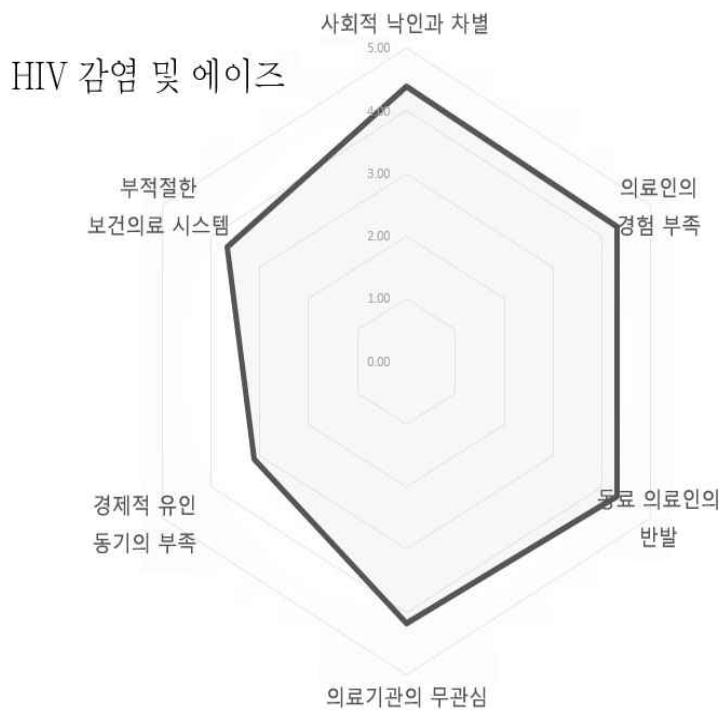 사회적 낙인과 차별
5.00
HIV 감염 및 에이즈
4.00
3.00
부적절한
보건의료 시스템
의료인의
경험 부족
2.00
1.00
0.00
경제적 유인
동기의 부족
동료 의료인의
반발
의료기관의 무관심